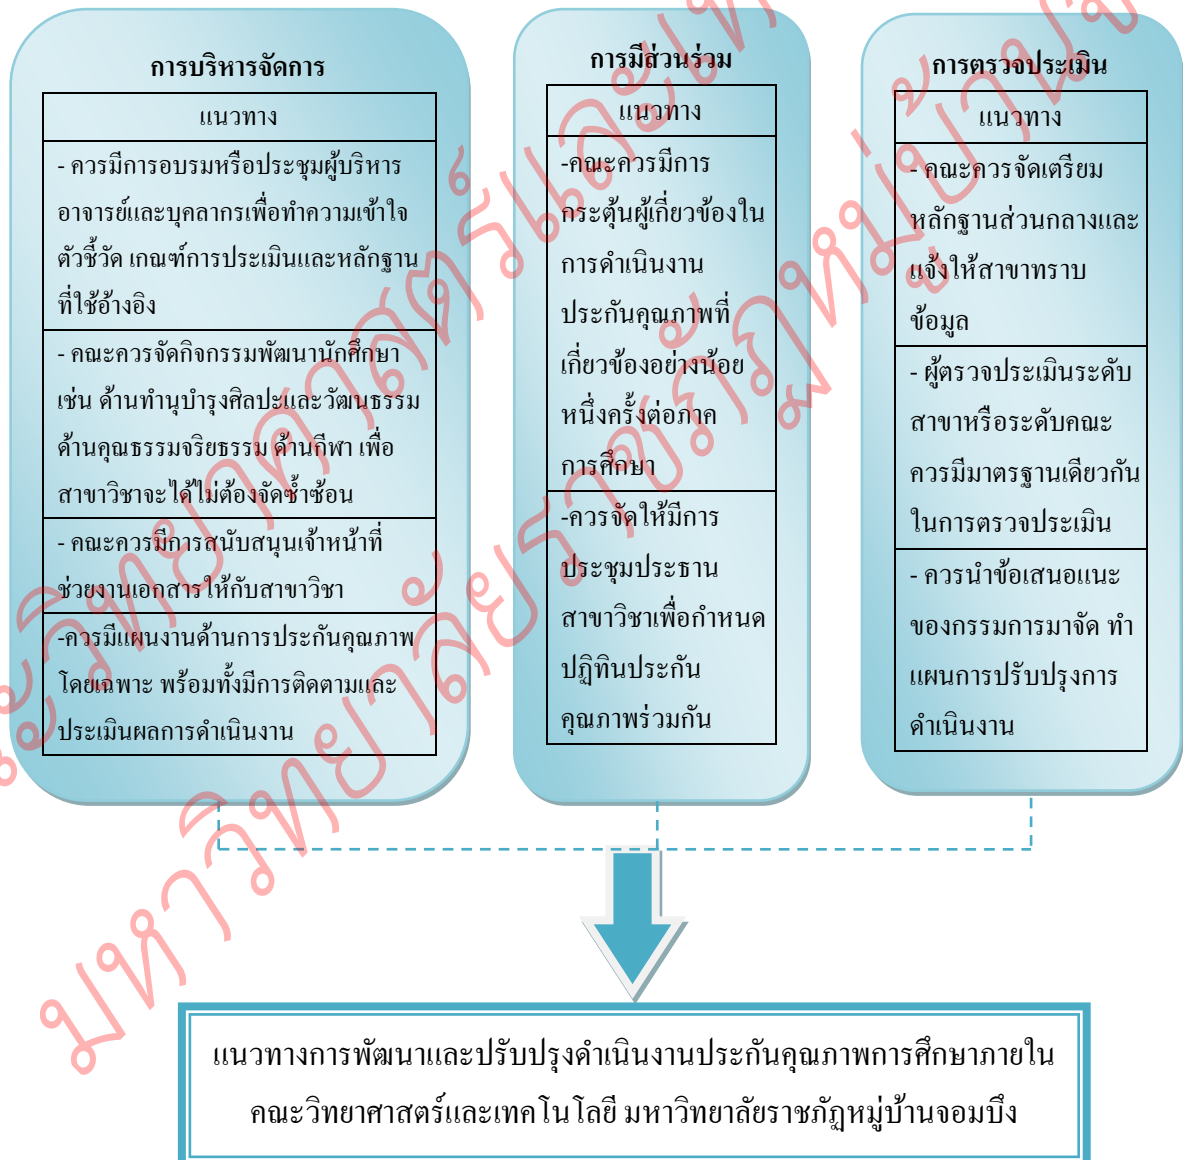 การบริหารจัดการ
แนวทาง
- ควรมีการอบรมหรือประชุมผู้บริหาร
อาจารย์และบุคลากรเพื่อทำความเข้าใจ
ตัวชี้วัด เกณฑ์การประเมินและหลักฐาน
ที่ใช้อ้างอิง
- คณะควรจัดกิจกรรมพัฒนานักศึกษา
เช่น ด้านทำนุบำรุงศิลปะและวัฒนธรรม
ด้านคุณธรรมจริยธรรม ด้านกีฬา เพื่อ
สาขาวิชาจะได้ไม่ต้องจัดซ้ำซ้อน
- คณะควรมีการสนับสนุนเจ้าหน้าที่
ช่วยงานเอกสารให้กับสาขาวิชา
-ควรมีแผนงานด้านการประกันคุณภาพ
โดยเฉพาะ พร้อมทั้งมีการติดตามและ
ประเมินผลการดำเนินงาน
การมีส่วนร่วม
แนวทาง
-คณะควรมีการ
กระตุ้นผู้เกี่ยวข้องใน
การดำเนินงาน
ประกันคุณภาพที่
เกี่ยวข้องอย่างน้อย
หนึ่งครั้งต่อภาค
การศึกษา
-ควรจัดให้มีการ
ประชุมประธาน
สาขาวิชาเพื่อกำหนด
ปฏิทินประกัน
คุณภาพร่วมกัน
การตรวจประเมิน
แนวทาง
- คณะควรจัดเตรียม
หลักฐานส่วนกลางและ
แจ้งให้สาขาทราบ
ข้อมูล
- ผู้ตรวจประเมินระดับ
สาขาหรือระดับคณะ
ควรมีมาตรฐานเดียวกัน
ในการตรวจประเมิน
- ควรนำข้อเสนอแนะ
ของกรรมการมาจัด ทำ
แผนการปรับปรุงการ
ดำเนินงาน
แนวทางการพัฒนาและปรับปรุงดำเนินงานประกันคุณภาพการศึกษาภายใน
คณะวิทยาศาสตร์และเทคโนโลยี มหาวิทยาลัยราชภัฏหมู่บ้านจอมบึง